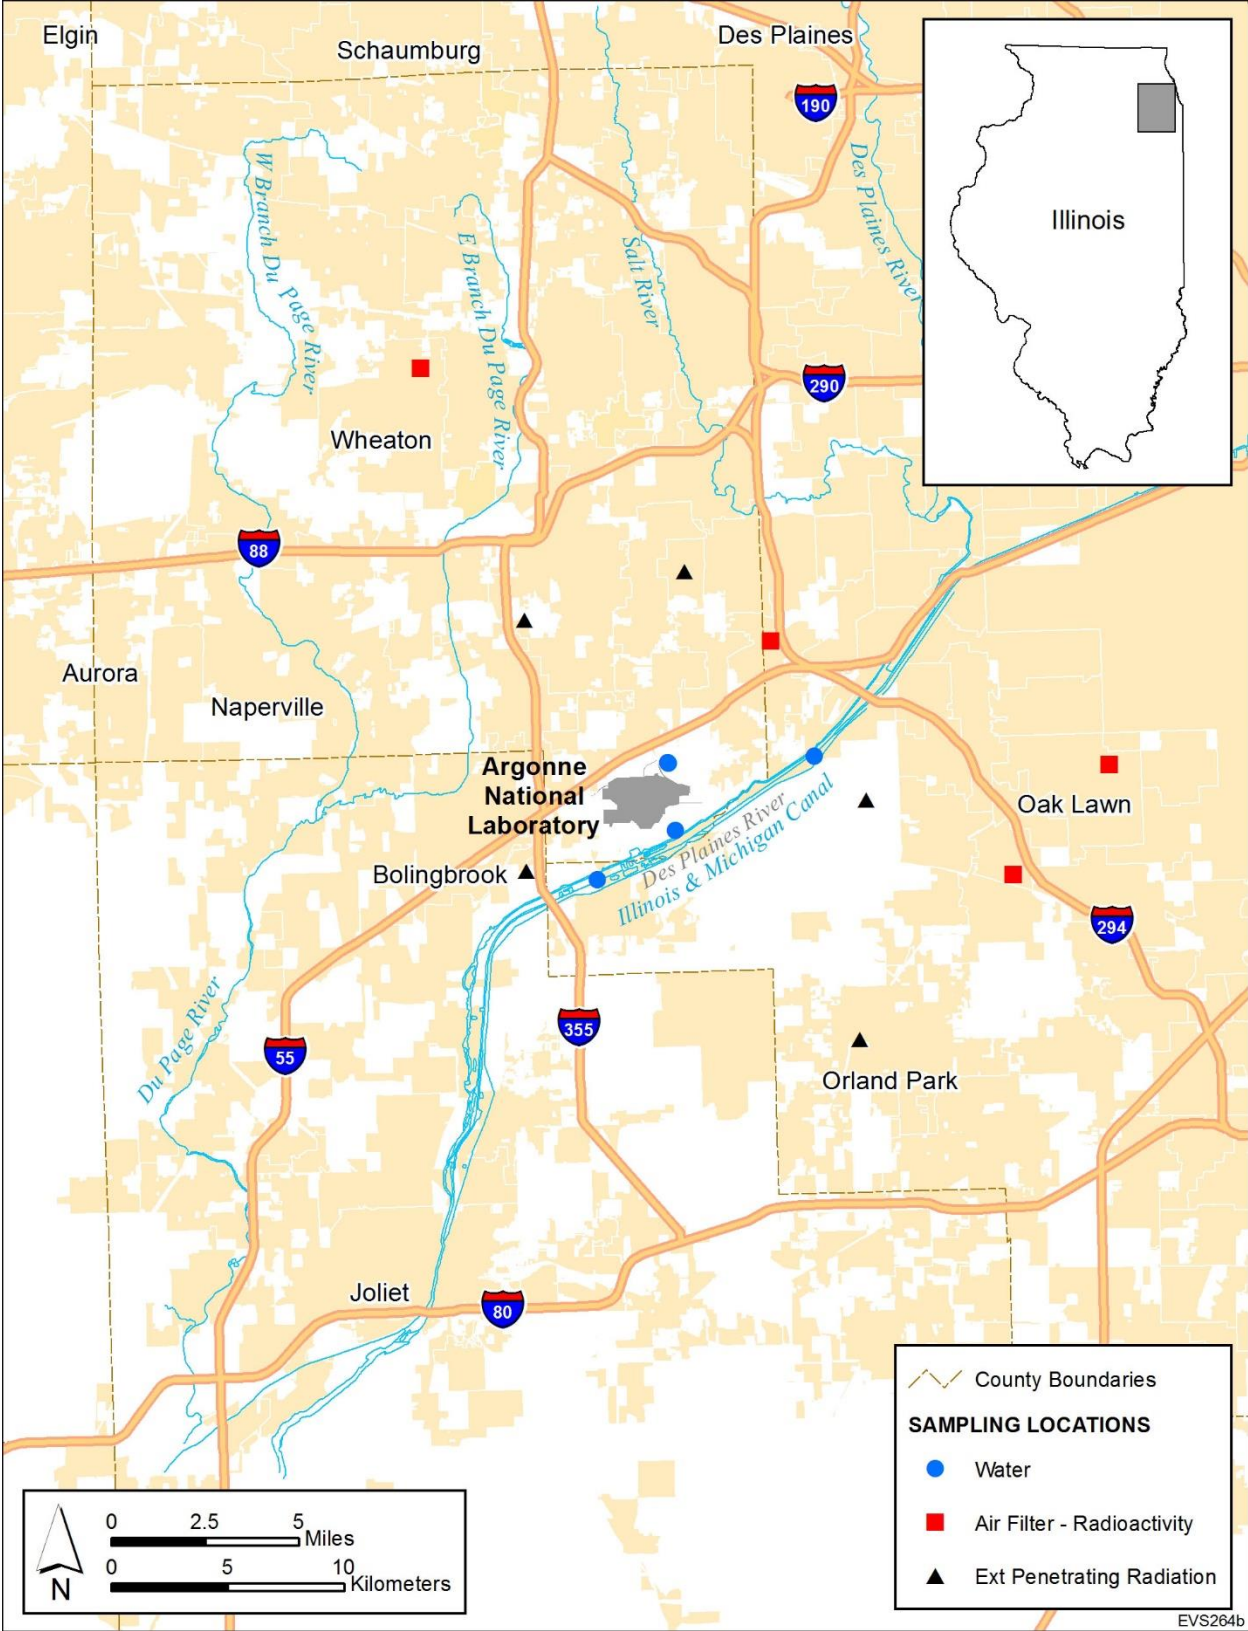 Elgin
Schaumburg
Des Plaines
190
W Branch Du Page River
E Branch Du Page River
Salt River
Des Plaines River
Illinois
290
Wheaton
88
Aurora
Naperville
Argonne
National
Laboratory
Oak Lawn
Des Plaines River
Illinois & Michigan Canal
Bolingbrook
294
Du Page River
355
55
Orland Park
Joliet
80
County Boundaries
SAMPLING LOCATIONS
Water
Air Filter - Radioactivity
Ext Penetrating Radiation
N
0 2.5 5
Miles
0 5 10
Kilometers
EVS264b